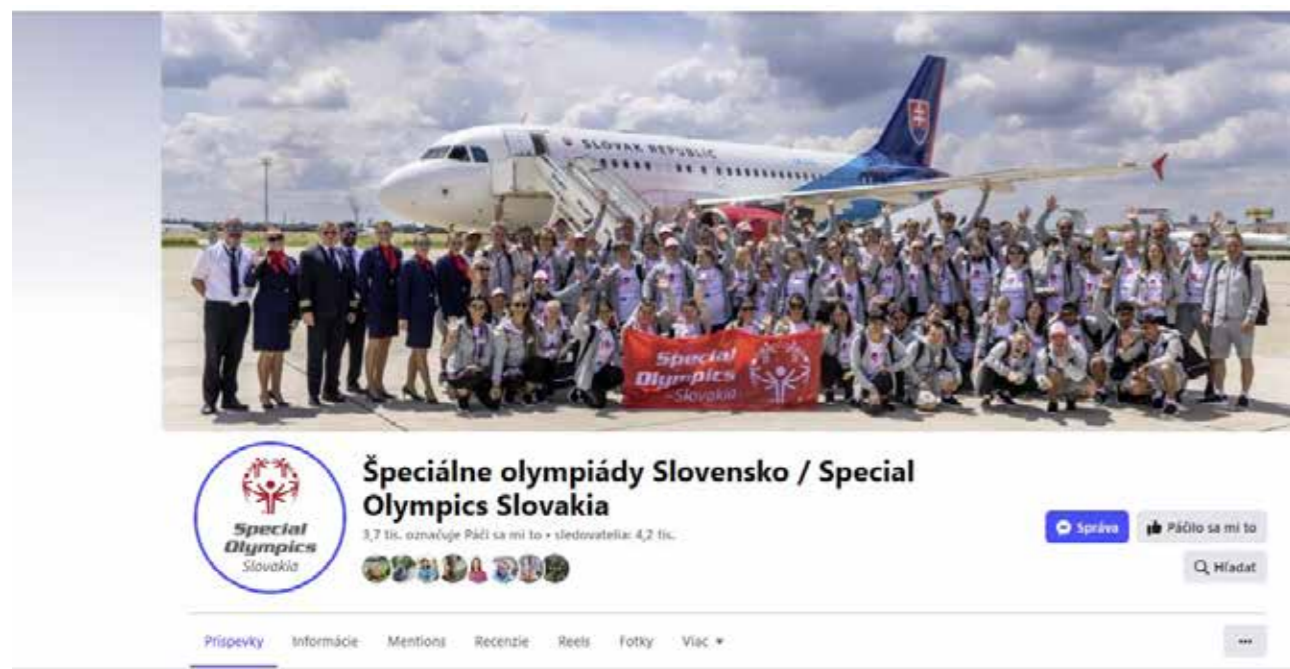 SLOVAK REPUBLIC
Special
Olympics
Slovakia
Special
Olympics
Slovakia
Špeciálne olympiády Slovensko / Special
Olympics Slovakia
3,7 tis. označuje Páči sa mi to • sledovatelia: 4,2 tis.
Správa
Páčilo sa mi to
Hľadať
Príspevky Informácie Mentions Recenzie Reels Fotky Viac